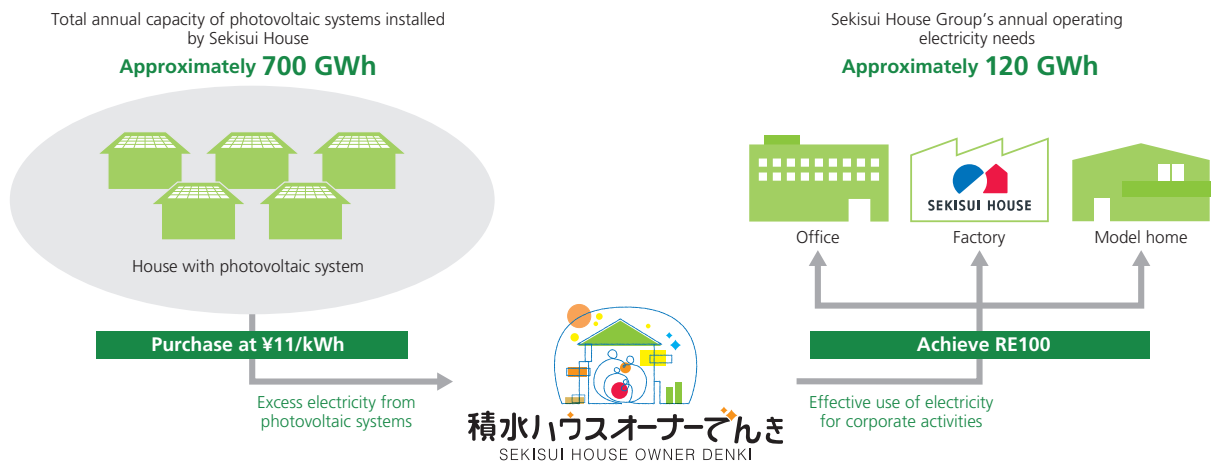 Total annual capacity of photovoltaic systems installed
by Sekisui House
Approximately 700 GWh
House with photovoltaic system
Purchase at ¥11/kWh
Excess electricity from
photovoltaic systems
積水ハウスオーナーでんき
SEKISUI HOUSE OWNER DENKI
Sekisui House Group’s annual operating
electricity needs
Approximately 120 GWh
SEKISUI HOUSE
Office
Factory
Model home
Achieve RE100
Effective use of electricity
for corporate activities